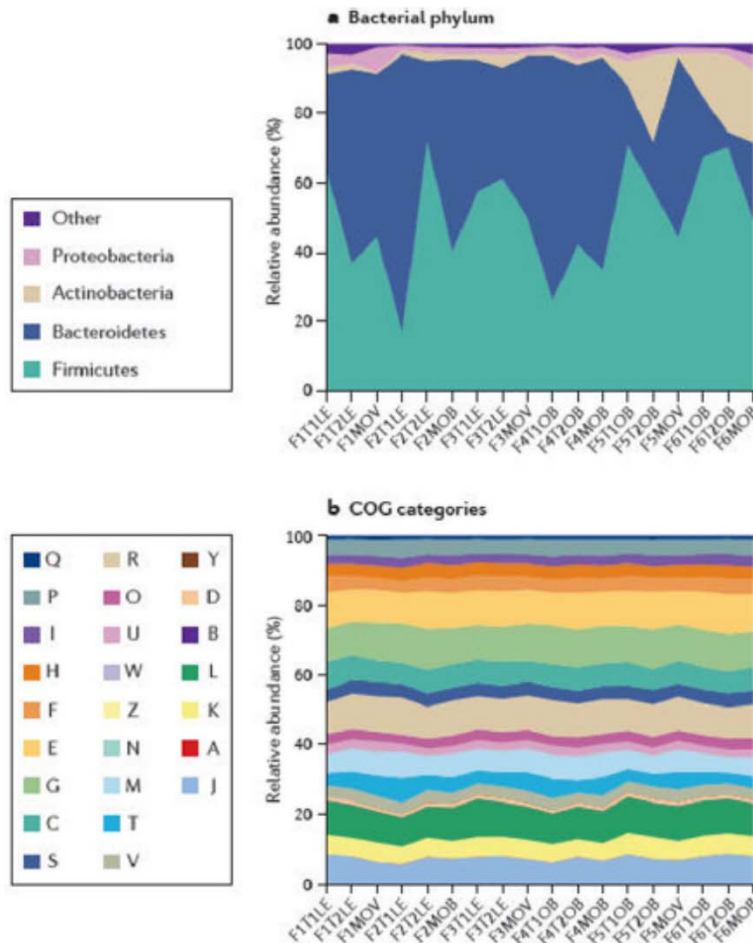 a Bacterial phylum
100
80
60
40
20
0
Relative abundance (%)
Other
Proteobacteria
Actinobacteria
Bacteroidetes
Firmicutes
F1T1LE
F1T2LE
F1MOV
F2T1LE
F2T2LE
F2MOB
F3T1LE
F3T2LE
F3MOV
F4T1OB
F4T2OB
F4MOB
F5T1OB
F5T2OB
F5MOV
F6T1OB
F6T2OB
F6MOB
b COG categories
100
80
60
40
20
0
Relative abundance (%)
Q R Y
P O D
I U B
H W L
F Z K
E N A
G M J
C T
S V
F1T1LE
F1T2LE
F1MOV
F2T1LE
F2T2LE
F2MOB
F3T1LE
F3T2LE
F3MOV
F4T1OB
F4T2OB
F4MOB
F5T1OB
F5T2OB
F5MOV
F6T1OB
F6T2OB
F6MOB